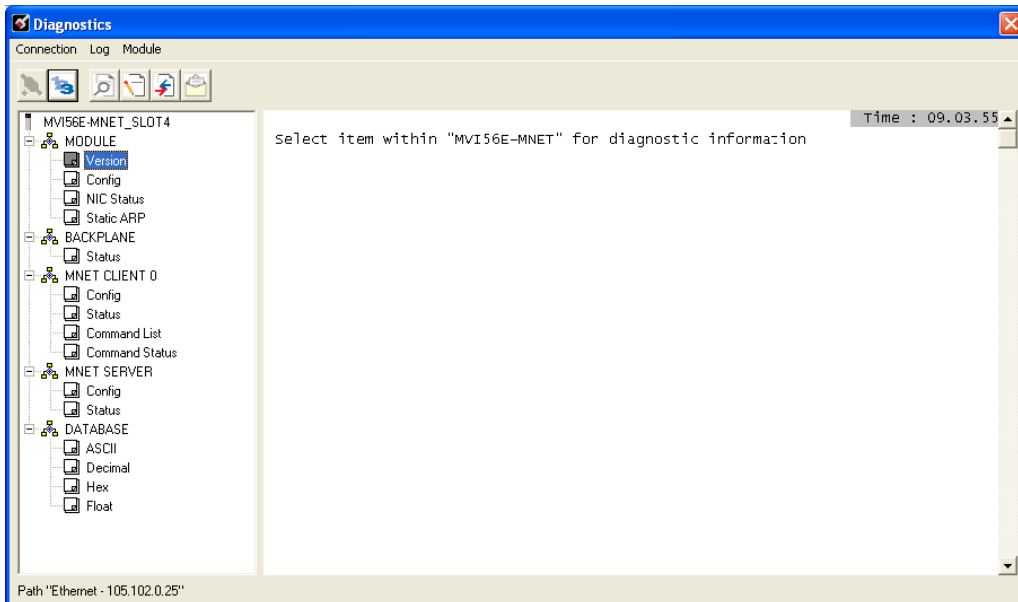 Diagnostics
Connection Log Module
MVI56E-MNET_SLOT4
MODULE
Version
Config
NIC Status
Static ARP
BACKPLANE
Status
MNET CLIENT 0
Config
Status
Command List
Command Status
MNET SERVER
Config
Status
DATABASE
ASCII
Decimal
Hex
Float
Time : 09.03.55
Select item within "MVI56E-MNET" for diagnostic information
Path "Ethernet - 105.102.0.25"